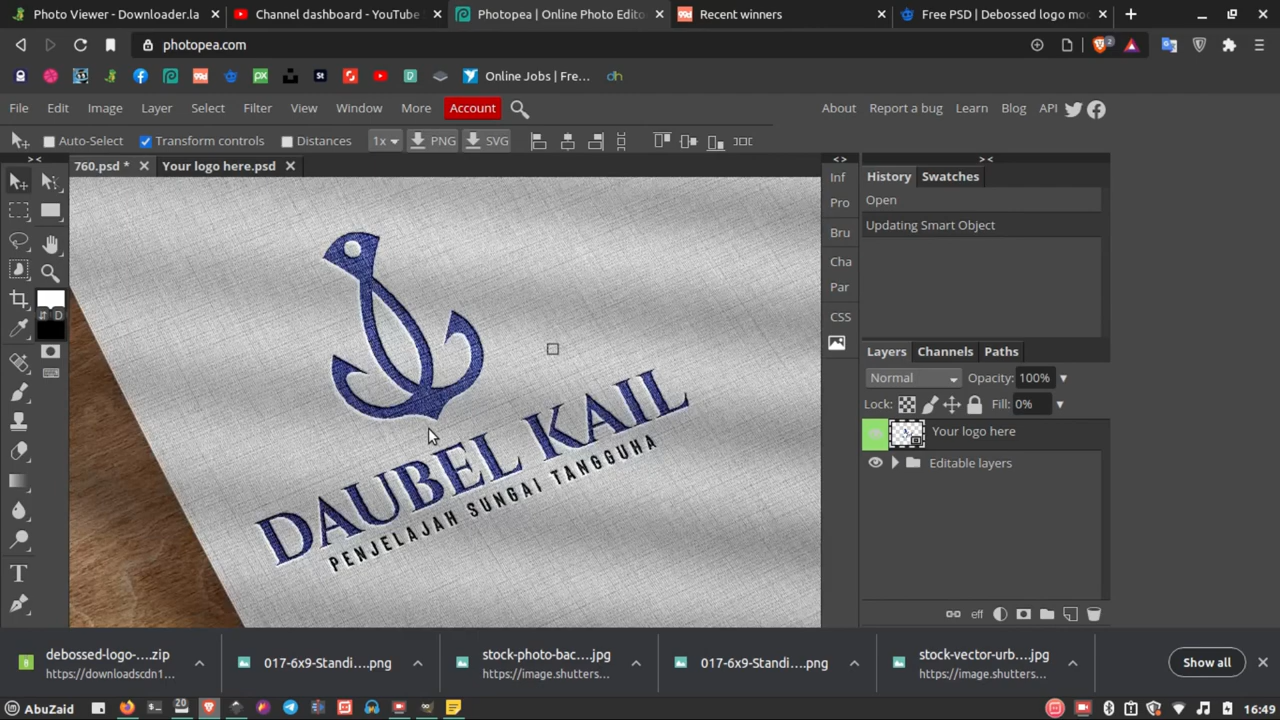 Photo Viewer - Downloader.la
Channel dashboard - YouTube
Photopea | Online Photo Edito
Recent winners
Free PSD | Debossed logo mo
photopea.com
2
99d
St
Online Jobs | Fre...
File Edit Image Layer Select Filter View Window More Account
About Report a bug Learn Blog API
Auto-Select Transform controls Distances 1x PNG SVG
760.psd *
Your logo here.psd
> <
< >
> <
Inf
Pro
Bru
Cha
Par
CSS
D
T
History Swatches
Open
Updating Smart Object
Layers Channels Paths
Normal Opacity: 100%
Lock: Fill: 0%
Your logo here
Editable layers
eff
DAUBEL KAIL
PENJELAJAH SUNGAI TANGGUHA
debossed-logo-....zip
https://downloadscdn1...
017-6x9-Standi....png
stock-photo-bac....jpg
https://image.shutters...
017-6x9-Standi....png
stock-vector-urb....jpg
https://image.shutters...
Show all
AbuZaid
20
16:49